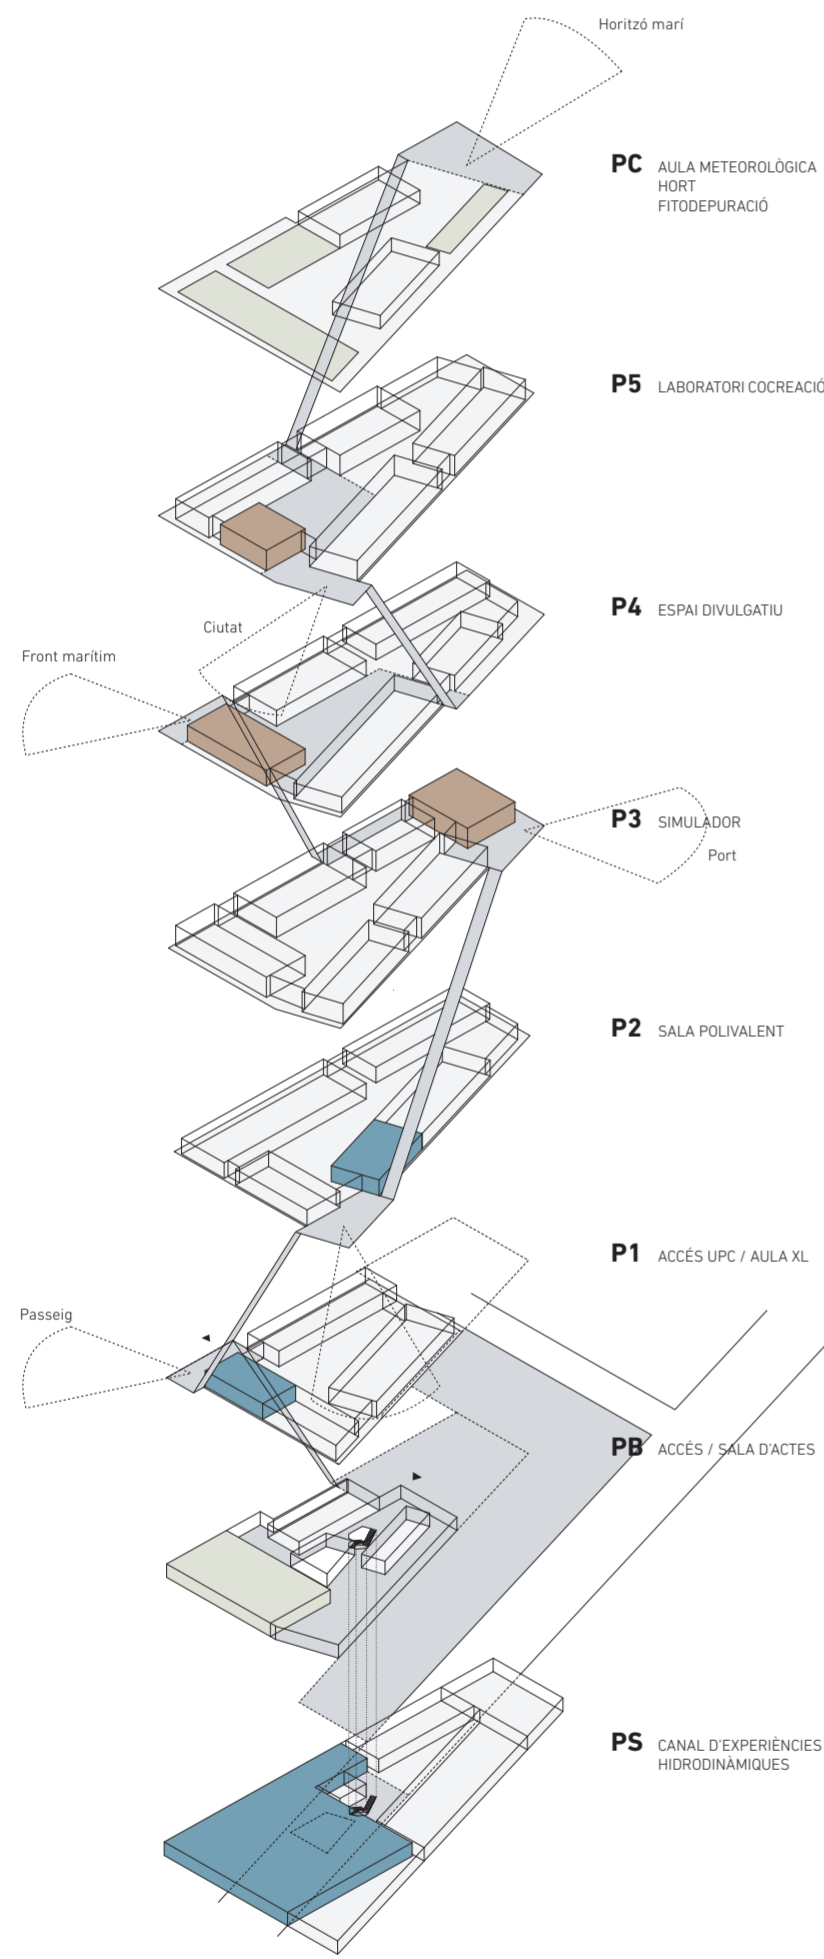 Horitzó marí
PC AULA METEOROLÒGICA
HORT
FITODEPURACIÓ
P5 LABORATORI COCREACIÓ
P4 ESPAI DIVULGATIU
Ciutat
Front marítim
P3 SIMULADOR
Port
P2 SALA POLIVALENT
P1 ACCÉS UPC / AULA XL
Passeig
PB ACCÉS / SALA D'ACTES
PS CANAL D'EXPERIÈNCIES
HIDRODINÀMIQUES